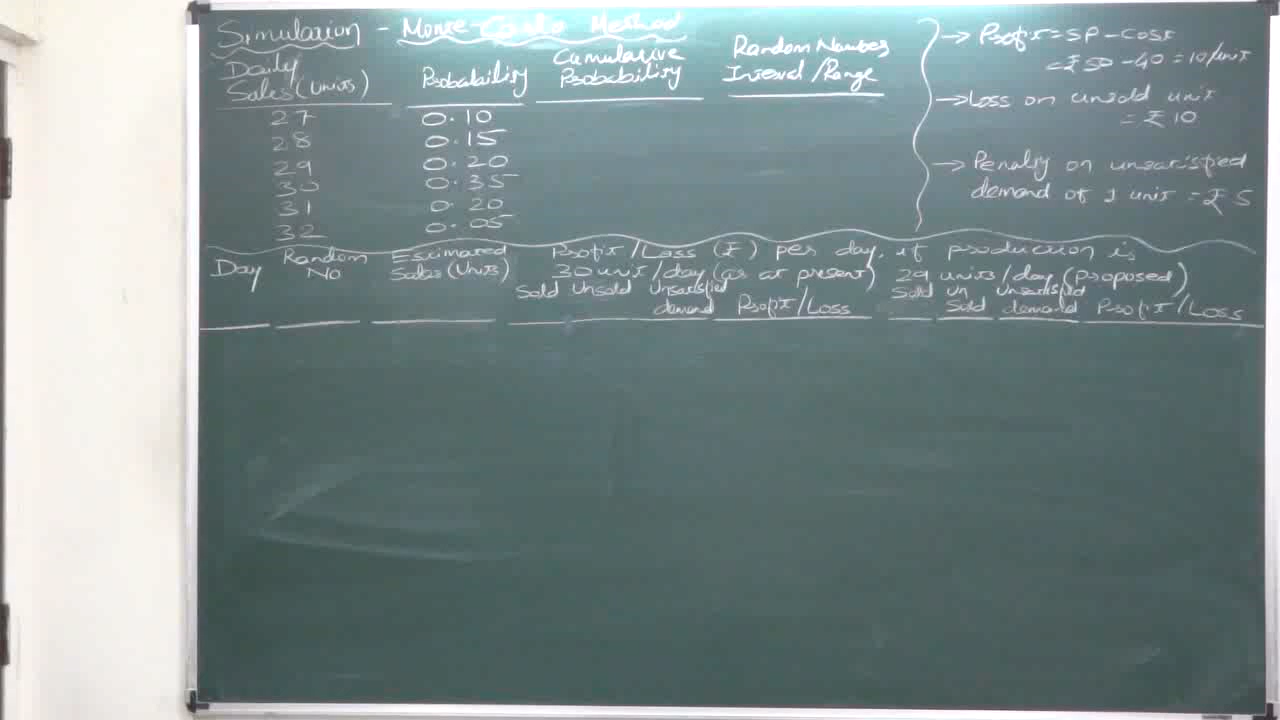 Simulation - Monte-Carlo Method
Daily Sales (Units) Probability Cumulative Probability Random Number Interval/Range
27 0.10
28 0.15
29 0.20
30 0.35
31 0.20
32 0.05
→ Profit = SP - Cost
= ₹ 50 - 40 = 10/unit
→ Loss on unsold unit
= ₹ 10
→ Penalty on unsatisfied
demand of 1 unit = ₹ 5
Day Random No Estimated Sales (Units) Profit/Loss (₹) per day, if production is
30 unit/day (as at present) 29 units/day (proposed)
Sold Unsold Unsatisfied demand Profit/Loss Sold Un Sold Unsatisfied demand Profit/Loss